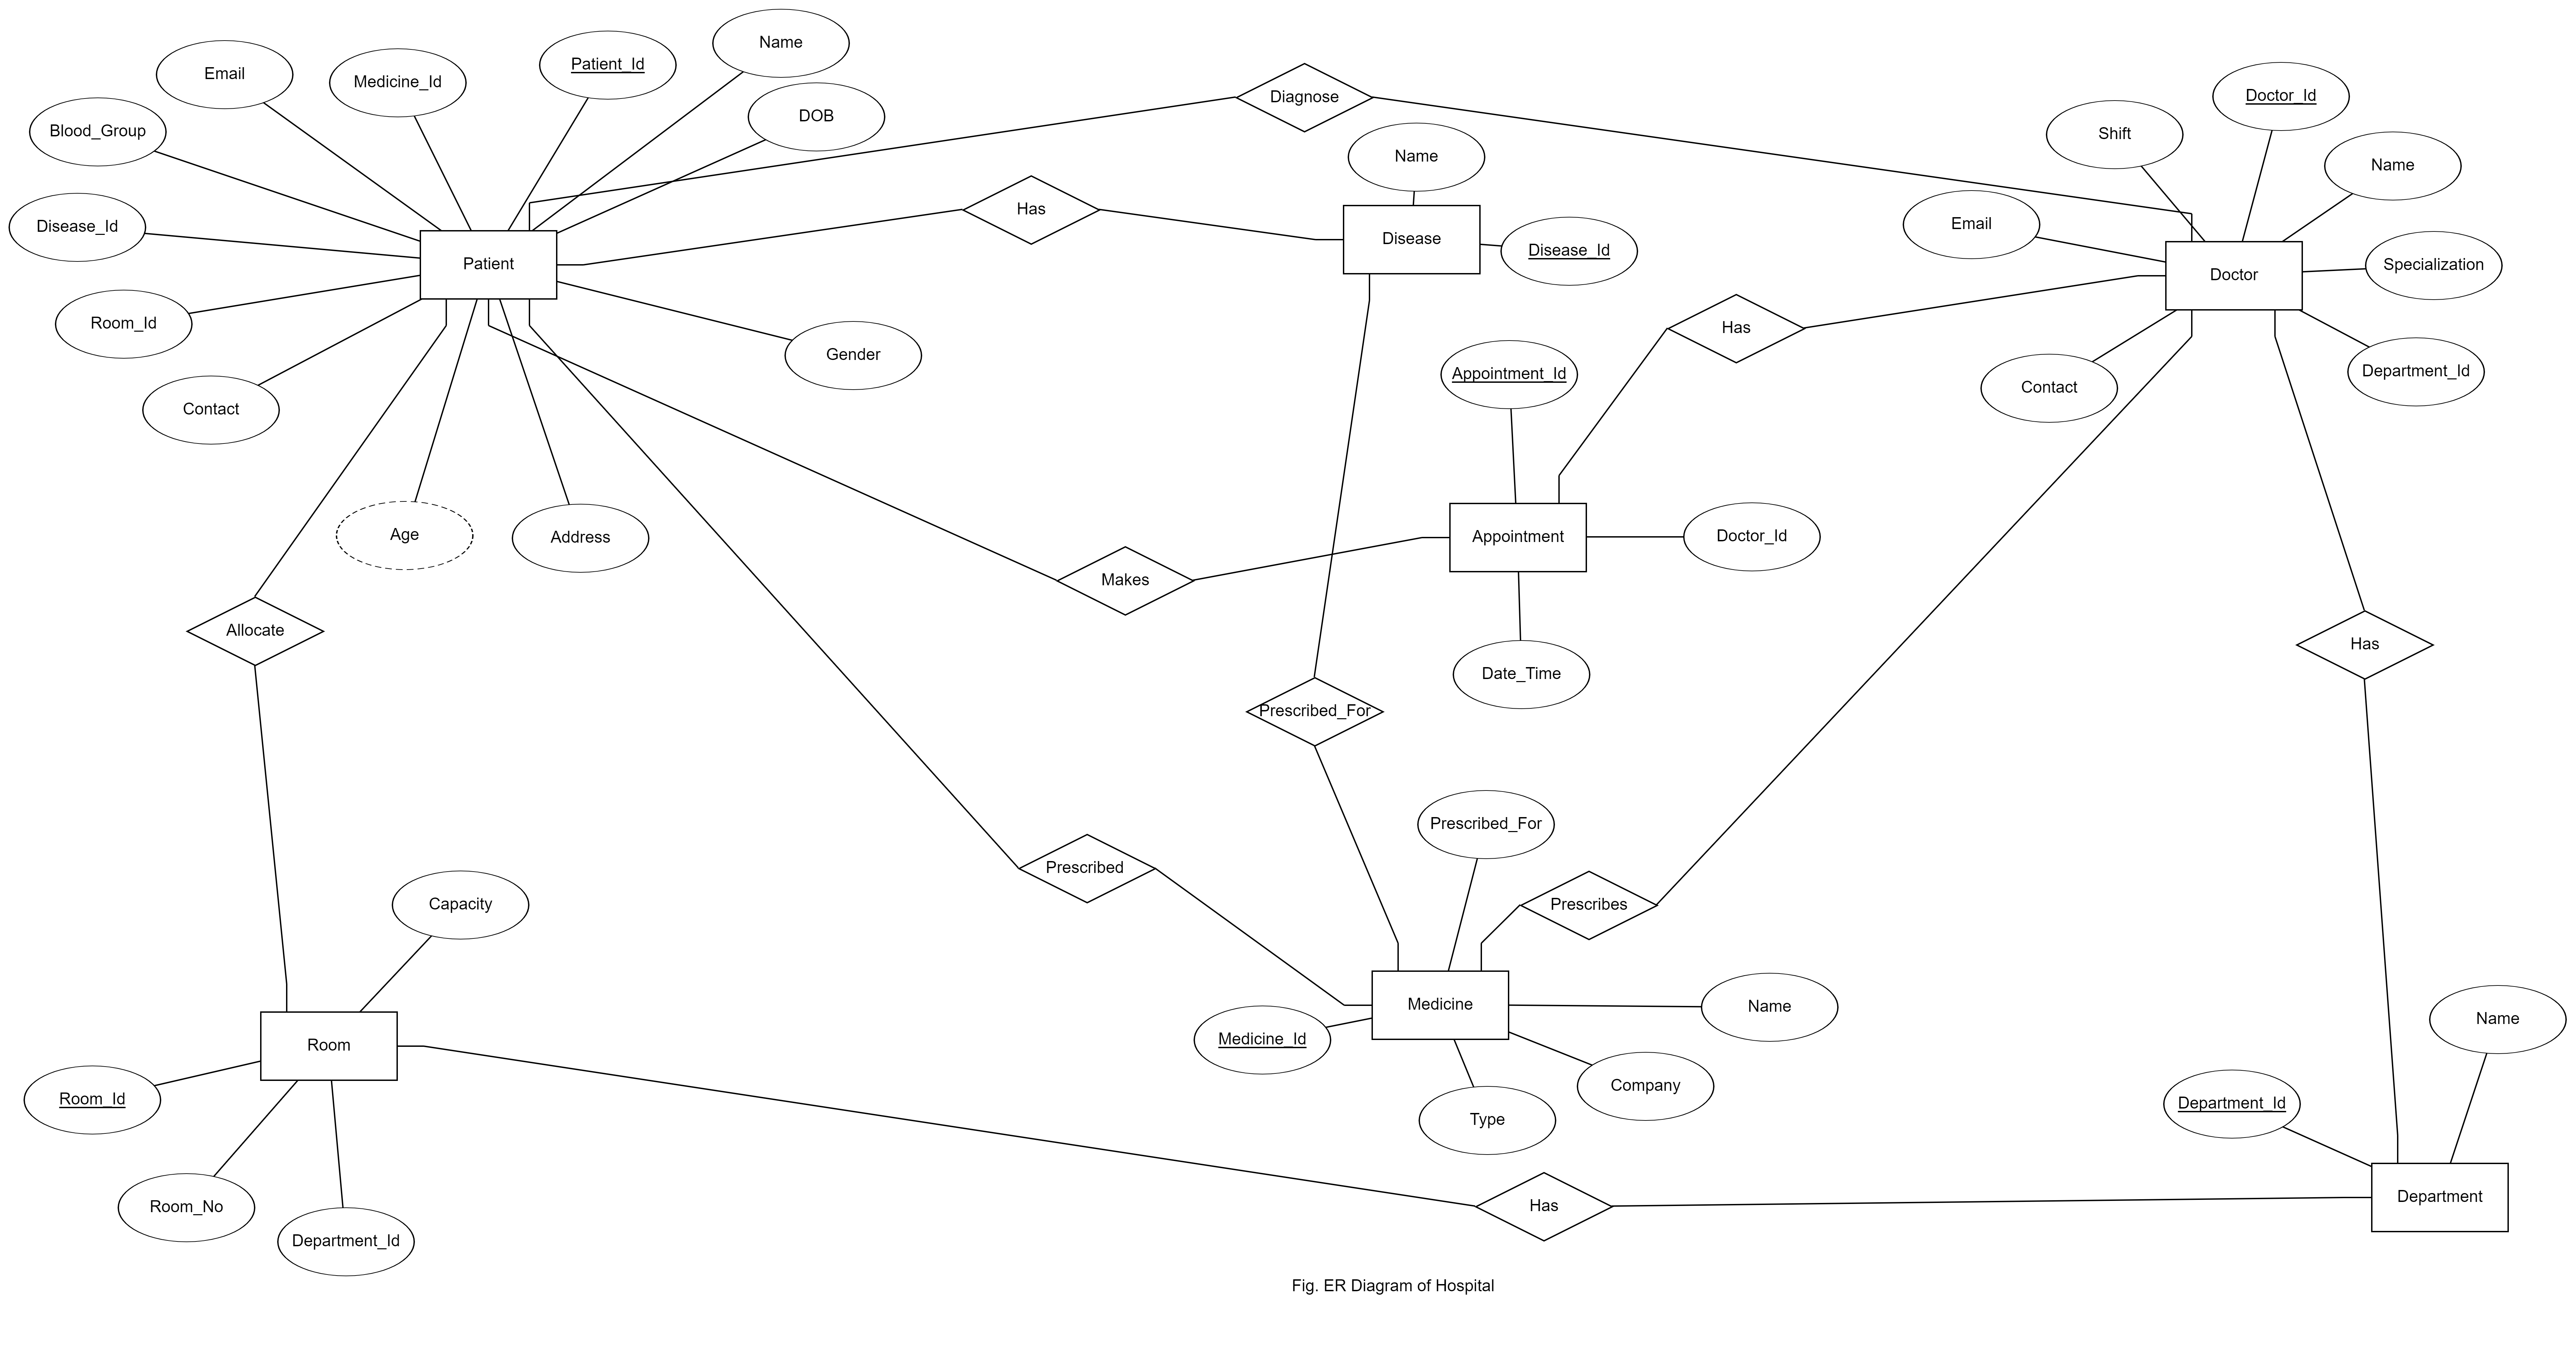 Name
Email
Medicine_Id
Patient_Id
DOB
Blood_Group
Diagnose
Doctor_Id
Shift
Name
Name
Has
Disease_Id
Email
Disease
Disease_Id
Patient
Doctor
Specialization
Room_Id
Has
Gender
Appointment_Id
Department_Id
Contact
Contact
Age
Address
Appointment
Doctor_Id
Makes
Allocate
Has
Date_Time
Prescribed_For
Prescribed_For
Prescribed
Capacity
Prescribes
Medicine
Name
Name
Room
Medicine_Id
Company
Room_Id
Type
Department_Id
Room_No
Has
Department
Department_Id
Fig. ER Diagram of Hospital